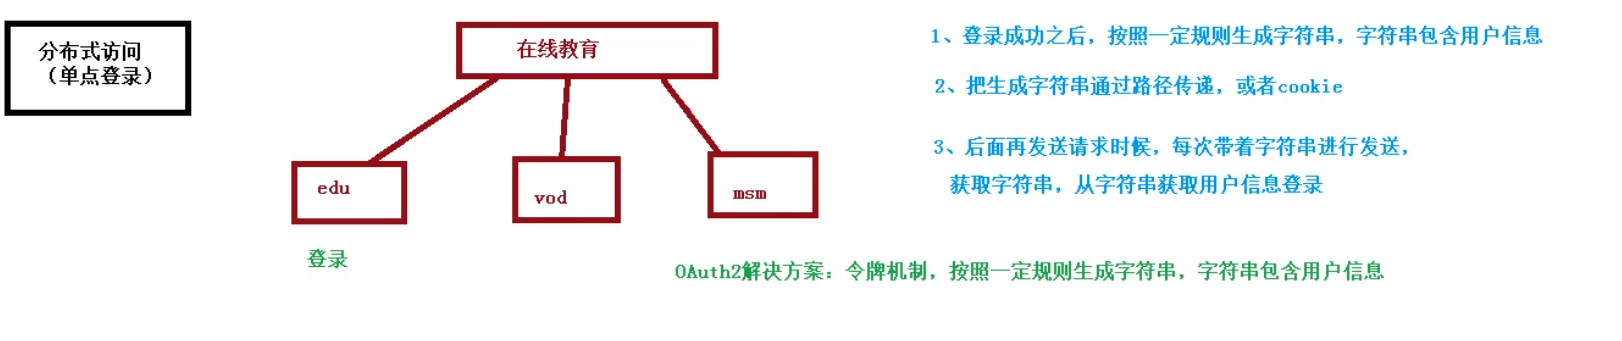 分布式访问
（单点登录）
在线教育
edu
vod
msm
登录
1、登录成功之后，按照一定规则生成字符串，字符串包含用户信息
2、把生成字符串通过路径传递，或者cookie
3、后面再发送请求时候，每次带着字符串进行发送，
获取字符串，从字符串获取用户信息登录
OAuth2解决方案：令牌机制，按照一定规则生成字符串，字符串包含用户信息